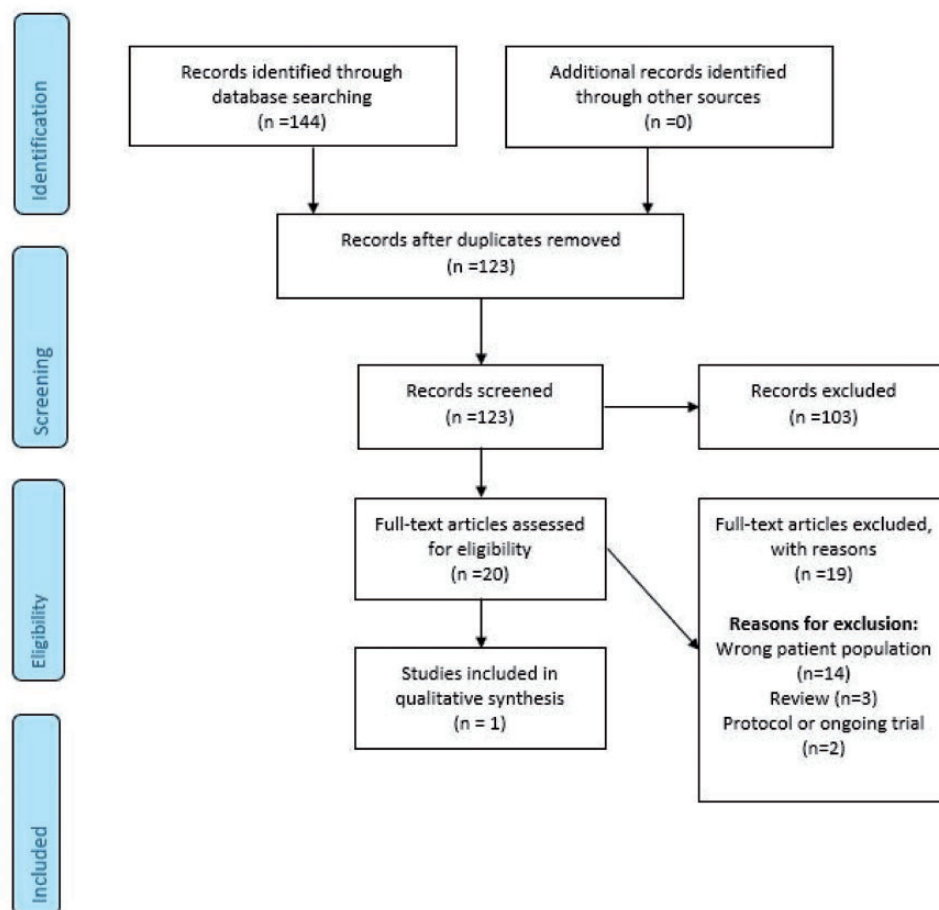 Identification
Records identified through
database searching
(n =144)
Additional records identified
through other sources
(n =0)
Records after duplicates removed
(n =123)
Screening
Records screened
(n =123)
Records excluded
(n =103)
Eligibility
Full-text articles assessed
for eligibility
(n =20)
Full-text articles excluded,
with reasons
(n =19)
Reasons for exclusion:
Wrong patient population
(n=14)
Review (n=3)
Protocol or ongoing trial
(n=2)
Studies included in
qualitative synthesis
(n = 1)
Included